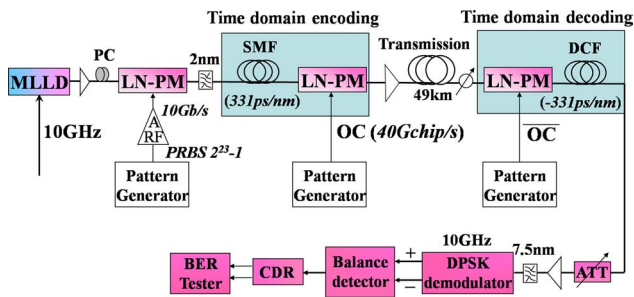 Time domain encoding
Time domain decoding
PC
2nm
SMF
Transmission
DCF
MLLD
LN-PM
(331ps/nm)
LN-PM
49km
LN-PM
(-331ps/nm)
10GHz
10Gb/s
A
RF
PRBS 2²³-1
OC (40Gchip/s)
O̅C̅
Pattern
Generator
Pattern
Generator
Pattern
Generator
10GHz
7.5nm
BER
Tester
CDR
Balance
detector
+
−
DPSK
demodulator
ATT